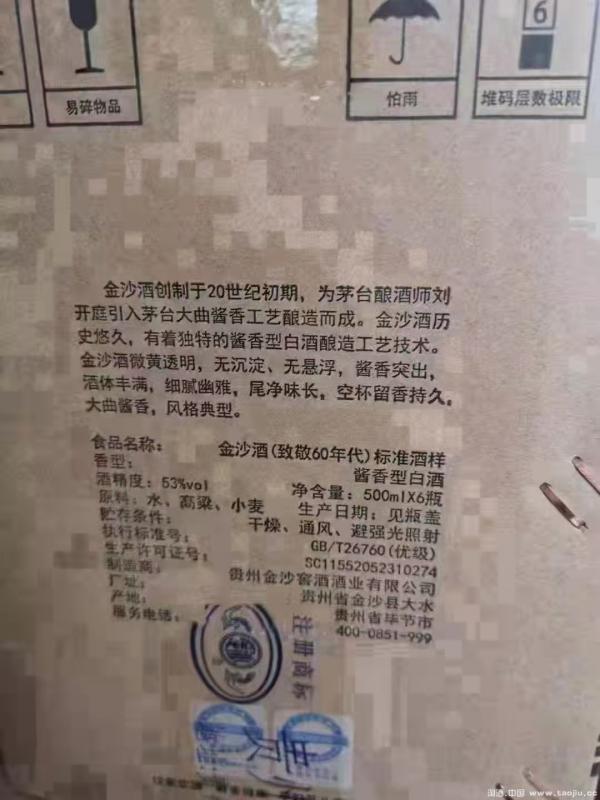 6
易碎物品
怕雨
堆码层数极限
金沙酒创制于20世纪初期，为茅台酿酒师刘
开庭引入茅台大曲酱香工艺酿造而成。金沙酒历
史悠久，有着独特的酱香型白酒酿造工艺技术。
金沙酒微黄透明，无沉淀、无悬浮，酱香突出，
酒体丰满，细腻幽雅，尾净味长，空杯留香持久。
大曲酱香，风格典型。
食品名称： 金沙酒(致敬60年代)标准酒样
香型： 酱香型白酒
酒精度：53%vol 净含量：500mlX6瓶
原料：水、高粱、小麦 生产日期：见瓶盖
贮存条件： 干燥、通风、避强光照射
执行标准号： GB/T26760(优级)
生产许可证号： SC11552052310274
制造商： 贵州金沙窖酒酒业有限公司
厂址： 贵州省金沙县大水
产地： 贵州省毕节市
服务电话： 400-0851-999
注册商标
淘酒.中国 www.taojiu.cc